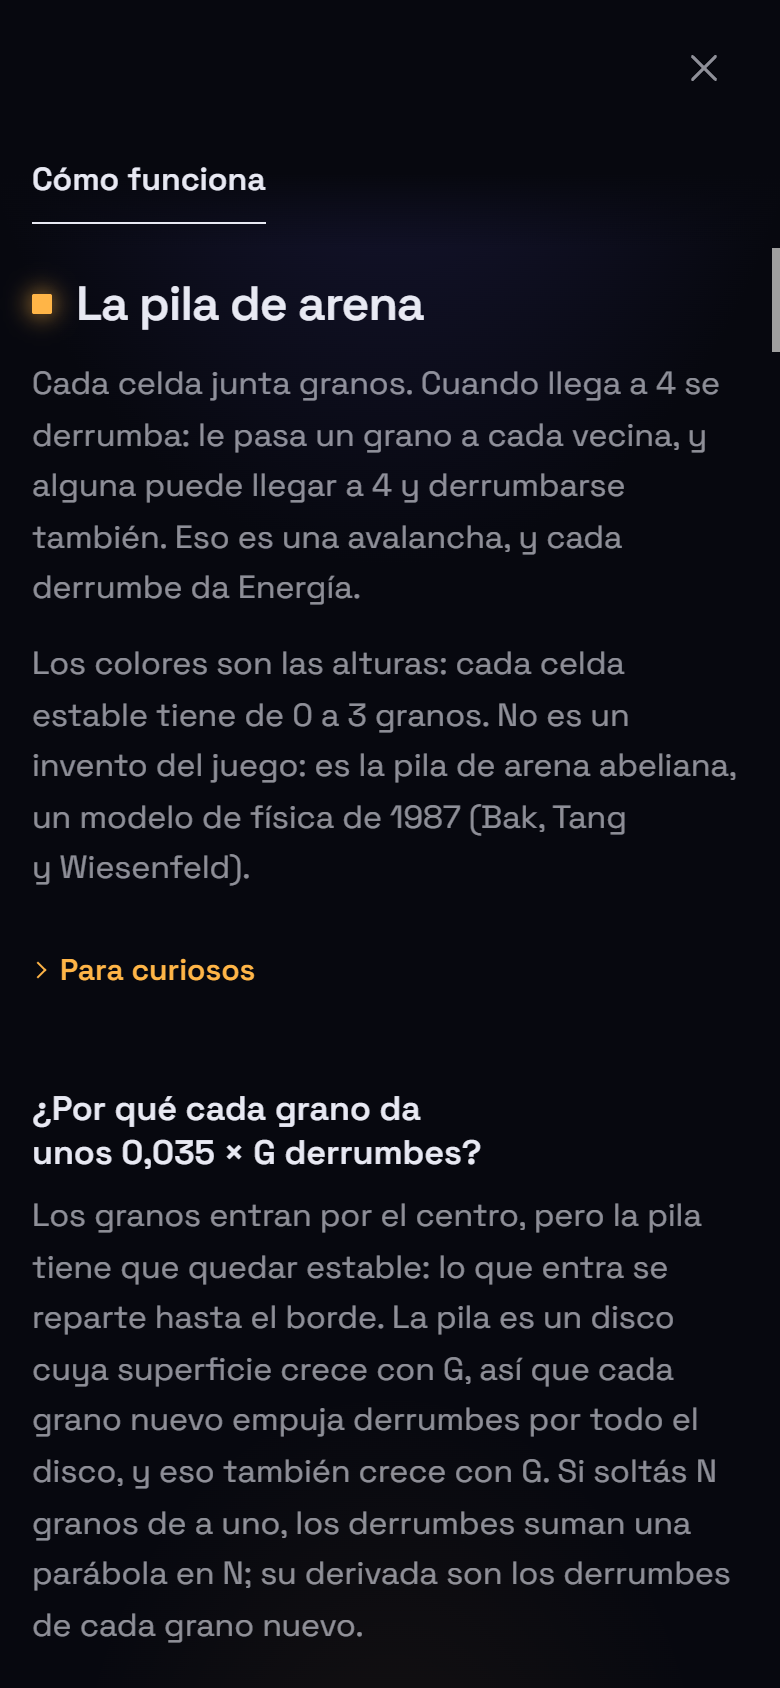 Cómo funciona
La pila de arena
Cada celda junta granos. Cuando llega a 4 se
derrumba: le pasa un grano a cada vecina, y
alguna puede llegar a 4 y derrumbarse
también. Eso es una avalancha, y cada
derrumbe da Energía.
Los colores son las alturas: cada celda
estable tiene de 0 a 3 granos. No es un
invento del juego: es la pila de arena abeliana,
un modelo de física de 1987 (Bak, Tang
y Wiesenfeld).
> Para curiosos
¿Por qué cada grano da
unos 0,035 × G derrumbes?
Los granos entran por el centro, pero la pila
tiene que quedar estable: lo que entra se
reparte hasta el borde. La pila es un disco
cuya superficie crece con G, así que cada
grano nuevo empuja derrumbes por todo el
disco, y eso también crece con G. Si soltás N
granos de a uno, los derrumbes suman una
parábola en N; su derivada son los derrumbes
de cada grano nuevo.